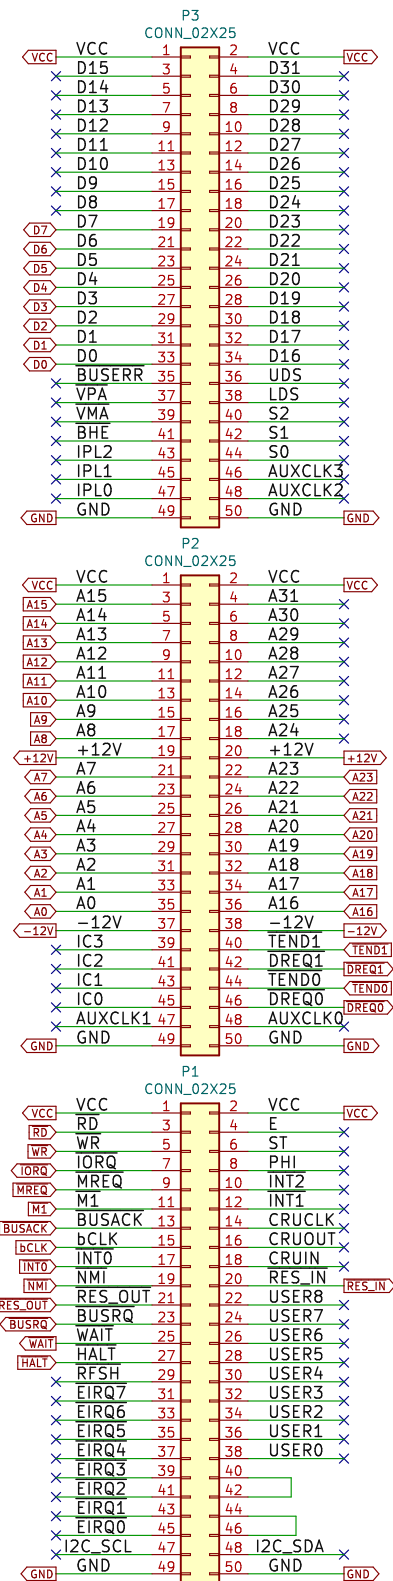 P3
CONN_02X25
VCC VCC 1 2 VCC VCC
D15 3 4 D31
D14 5 6 D30
D13 7 8 D29
D12 9 10 D28
D11 11 12 D27
D10 13 14 D26
D9 15 16 D25
D8 17 18 D24
D7 D7 19 20 D23
D6 D6 21 22 D22
D5 D5 23 24 D21
D4 D4 25 26 D20
D3 D3 27 28 D19
D2 D2 29 30 D18
D1 D1 31 32 D17
D0 D0 33 34 D16
BUSERR 35 36 UDS
VPA 37 38 LDS
VMA 39 40 S2
BHE 41 42 S1
IPL2 43 44 S0
IPL1 45 46 AUXCLK3
IPL0 47 48 AUXCLK2
GND GND 49 50 GND GND
P2
CONN_02X25
VCC VCC 1 2 VCC VCC
A15 A15 3 4 A31
A14 A14 5 6 A30
A13 A13 7 8 A29
A12 A12 9 10 A28
A11 A11 11 12 A27
A10 A10 13 14 A26
A9 A9 15 16 A25
A8 A8 17 18 A24
+12V +12V 19 20 +12V +12V
A7 A7 21 22 A23 A23
A6 A6 23 24 A22 A22
A5 A5 25 26 A21 A21
A4 A4 27 28 A20 A20
A3 A3 29 30 A19 A19
A2 A2 31 32 A18 A18
A1 A1 33 34 A17 A17
A0 A0 35 36 A16 A16
-12V -12V 37 38 -12V -12V
IC3 39 40 TEND1 TEND1
IC2 41 42 DREQ1 DREQ1
IC1 43 44 TEND0 TEND0
IC0 45 46 DREQ0 DREQ0
AUXCLK1 47 48 AUXCLK0
GND GND 49 50 GND GND
P1
CONN_02X25
VCC VCC 1 2 VCC VCC
RD RD 3 4 E
WR WR 5 6 ST
IORQ IORQ 7 8 PHI
MREQ MREQ 9 10 INT2
M1 M1 11 12 INT1
BUSACK BUSACK 13 14 CRUCLK
bCLK bCLK 15 16 CRUOUT
INT0 INT0 17 18 CRUIN
NMI NMI 19 20 RES_IN RES_IN
RES_OUT RES_OUT 21 22 USER8
BUSRQ BUSRQ 23 24 USER7
WAIT WAIT 25 26 USER6
HALT HALT 27 28 USER5
RFSH 29 30 USER4
EIRQ7 31 32 USER3
EIRQ6 33 34 USER2
EIRQ5 35 36 USER1
EIRQ4 37 38 USER0
EIRQ3 39 40
EIRQ2 41 42
EIRQ1 43 44
EIRQ0 45 46
I2C_SCL 47 48 I2C_SDA
GND GND 49 50 GND GND